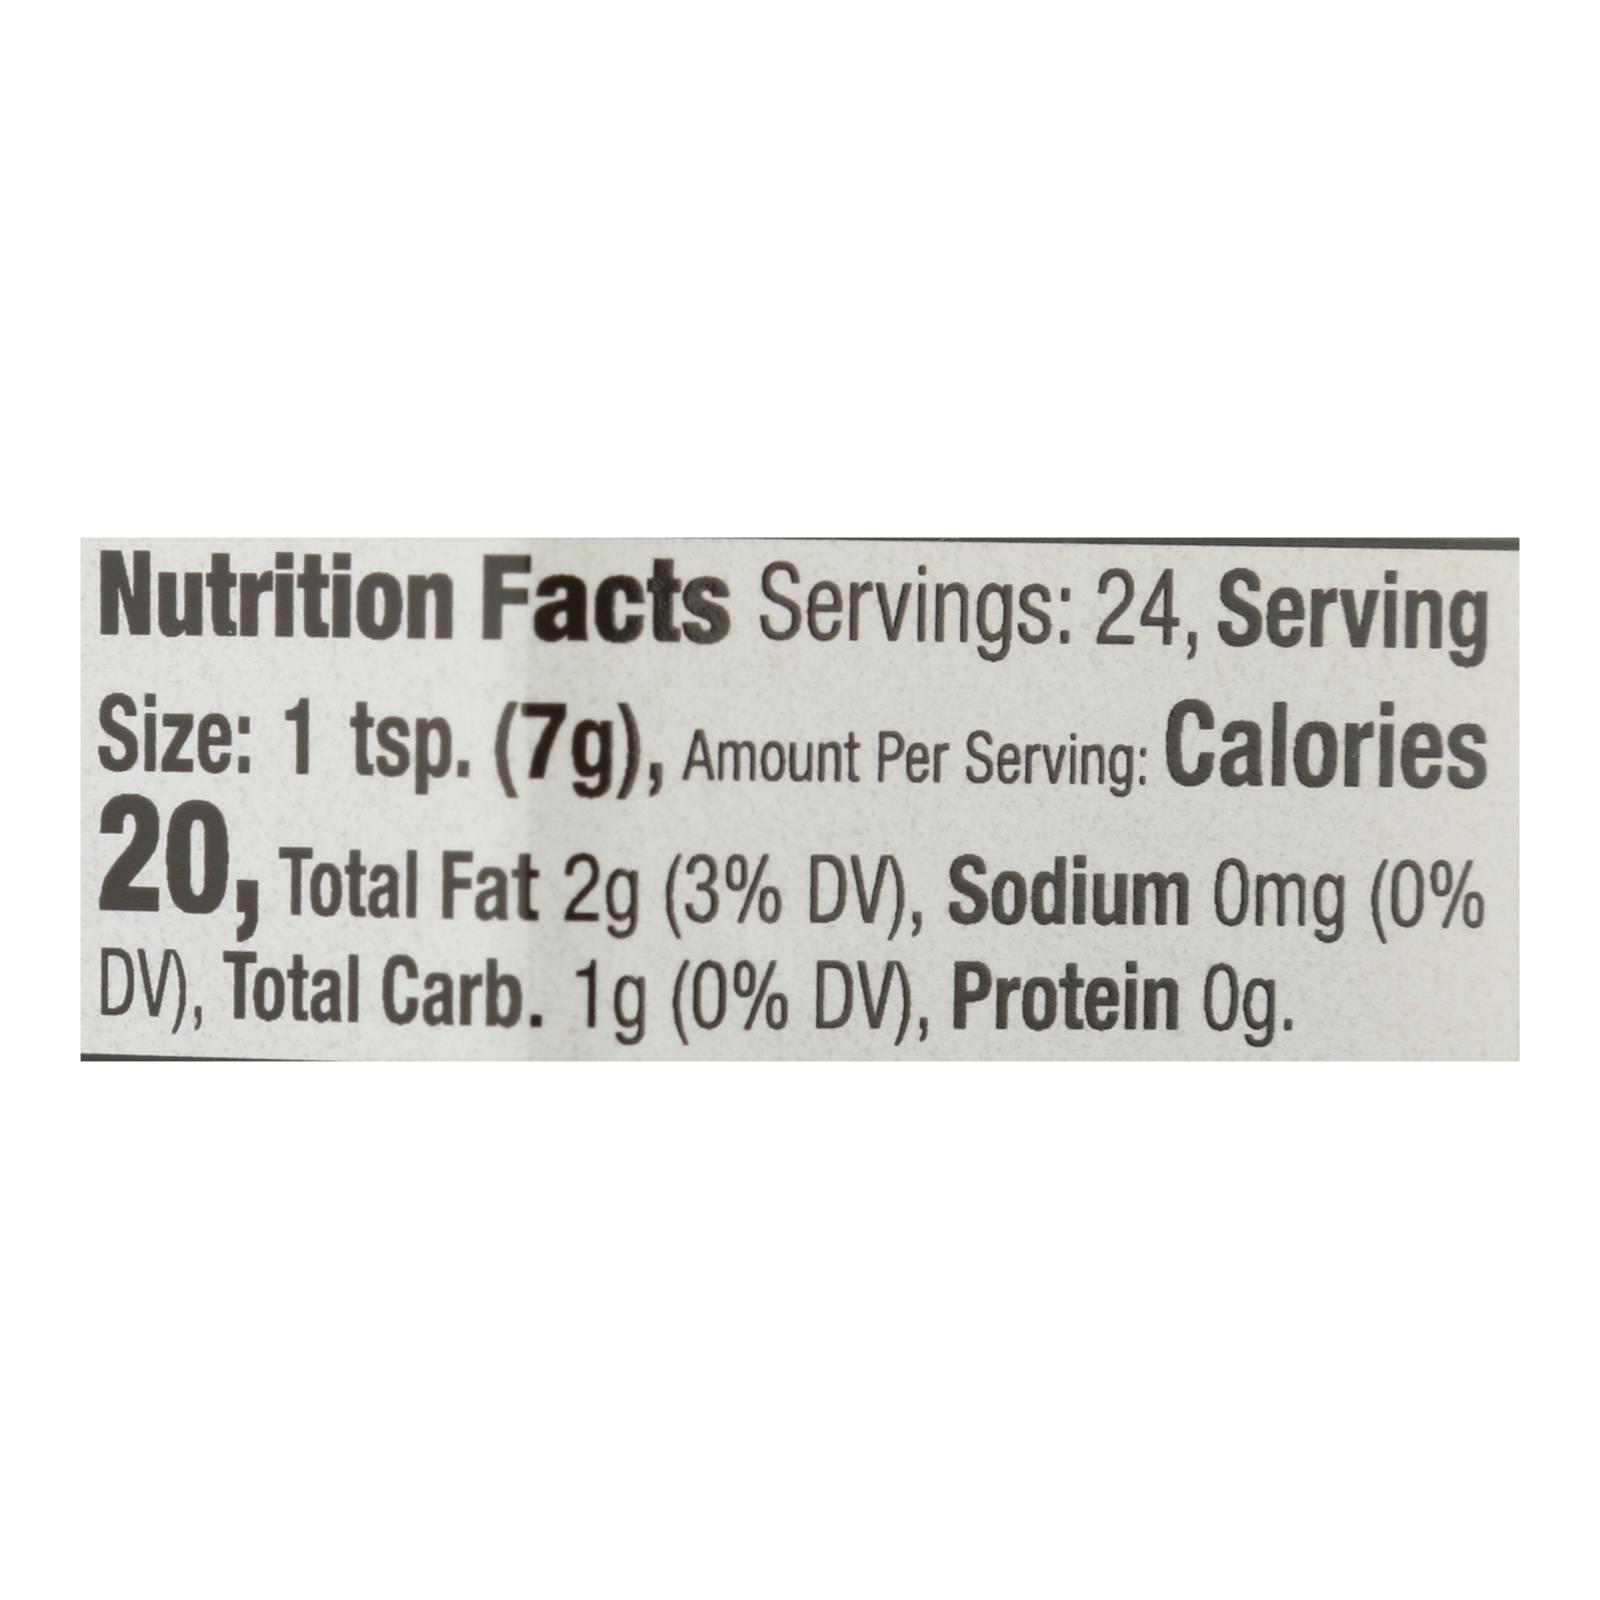 Nutrition Facts Servings: 24, Serving
Size: 1 tsp. (7g), Amount Per Serving: Calories
20, Total Fat 2g (3% DV), Sodium 0mg (0%
DV), Total Carb. 1g (0% DV), Protein 0g.